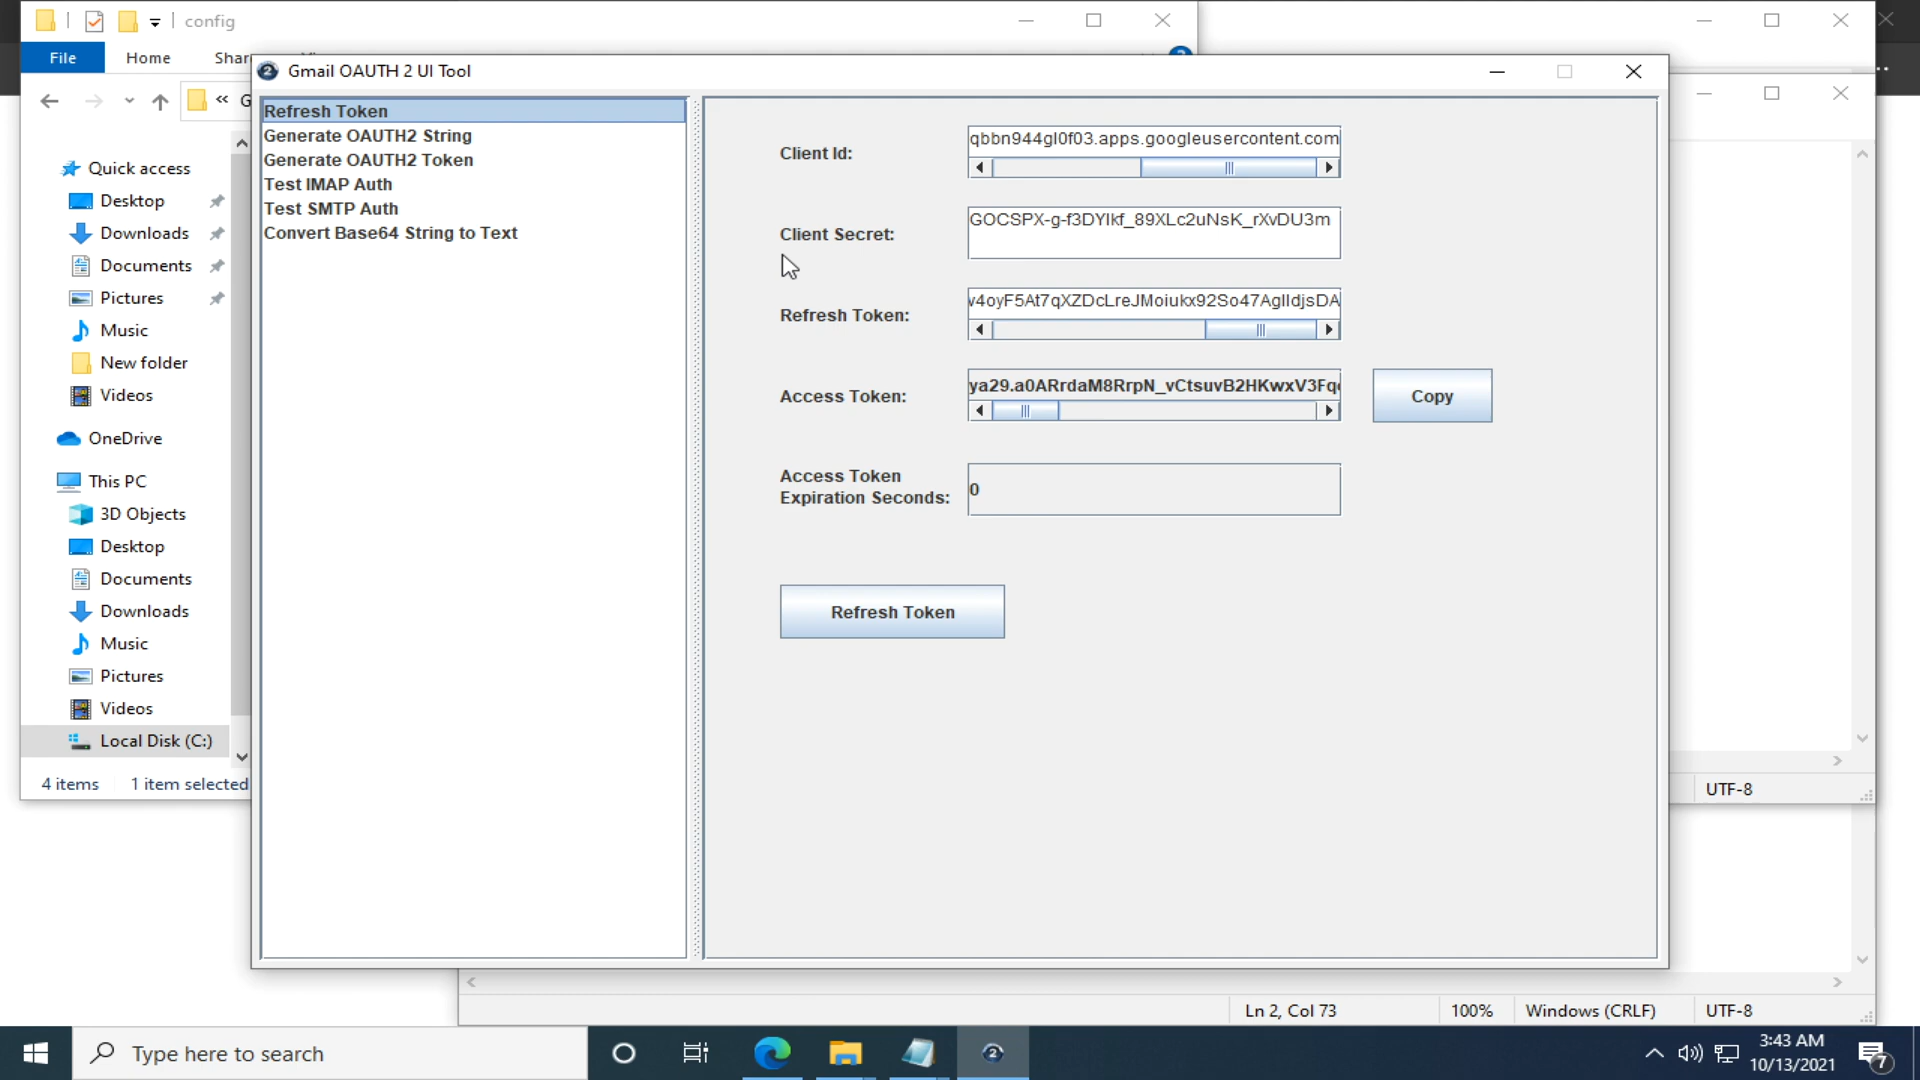 config
File
Home
Shar
G
Quick access
Desktop
Downloads
Documents
Pictures
Music
New folder
Videos
OneDrive
This PC
3D Objects
Desktop
Documents
Downloads
Music
Pictures
Videos
Local Disk (C:)
4 items
1 item selected
Gmail OAUTH 2 UI Tool
Refresh Token
Generate OAUTH2 String
Generate OAUTH2 Token
Test IMAP Auth
Test SMTP Auth
Convert Base64 String to Text
Client Id:
qbbn944gl0f03.apps.googleusercontent.com
Client Secret:
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
Refresh Token:
v4oyF5At7qXZDcLreJMoiukx92So47AgIldjsDA
Access Token:
ya29.a0ARrdaM8RrpN_vCtsuvB2HKwxV3Fq
Copy
Access Token
Expiration Seconds:
0
Refresh Token
UTF-8
Ln 2, Col 73
100%
Windows (CRLF)
UTF-8
Type here to search
3:43 AM
10/13/2021
7